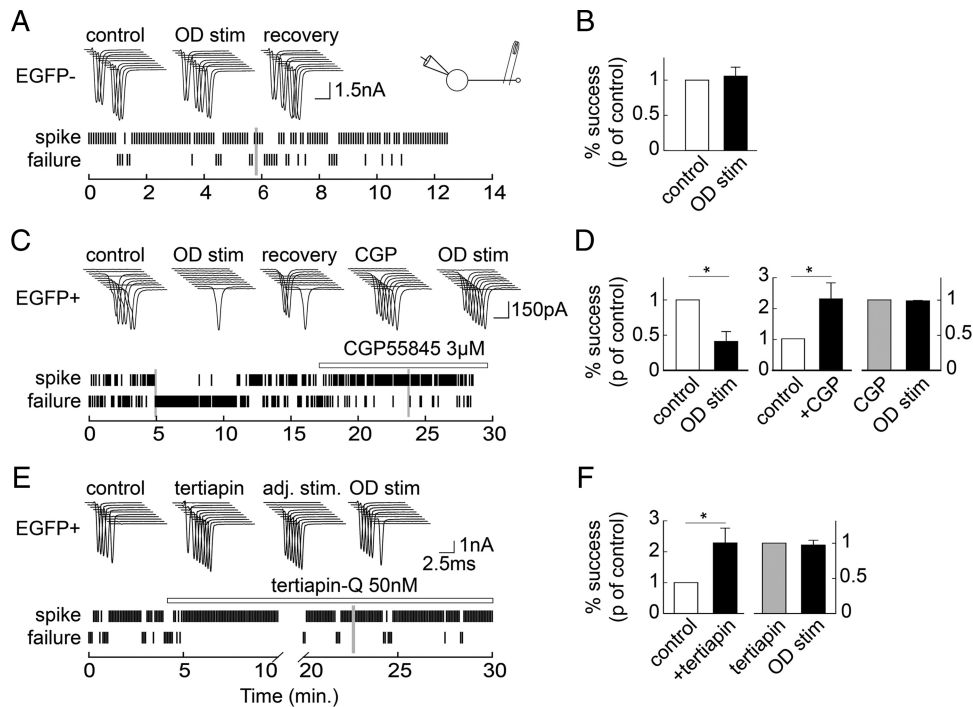 A
control OD stim recovery
EGFP-
1.5nA
spike
failure
0 2 4 6 8 10 12 14
B
% success
(p of control)
1
0.5
0
control
OD stim
C
control OD stim recovery CGP OD stim
EGFP+
150pA
CGP55845 3µM
spike
failure
0 5 10 15 20 25 30
D
% success
(p of control)
*
1
0.5
0
control
OD stim
*
3
2
1
0
control
+CGP
CGP
OD stim
1
0.5
0
E
control tertiapin adj. stim. OD stim
EGFP+
1nA
2.5ms
tertiapin-Q 50nM
spike
failure
0 5 10 20 25 30
Time (min.)
F
% success
(p of control)
*
3
2
1
0
control
+tertiapin
tertiapin
OD stim
1
0.5
0